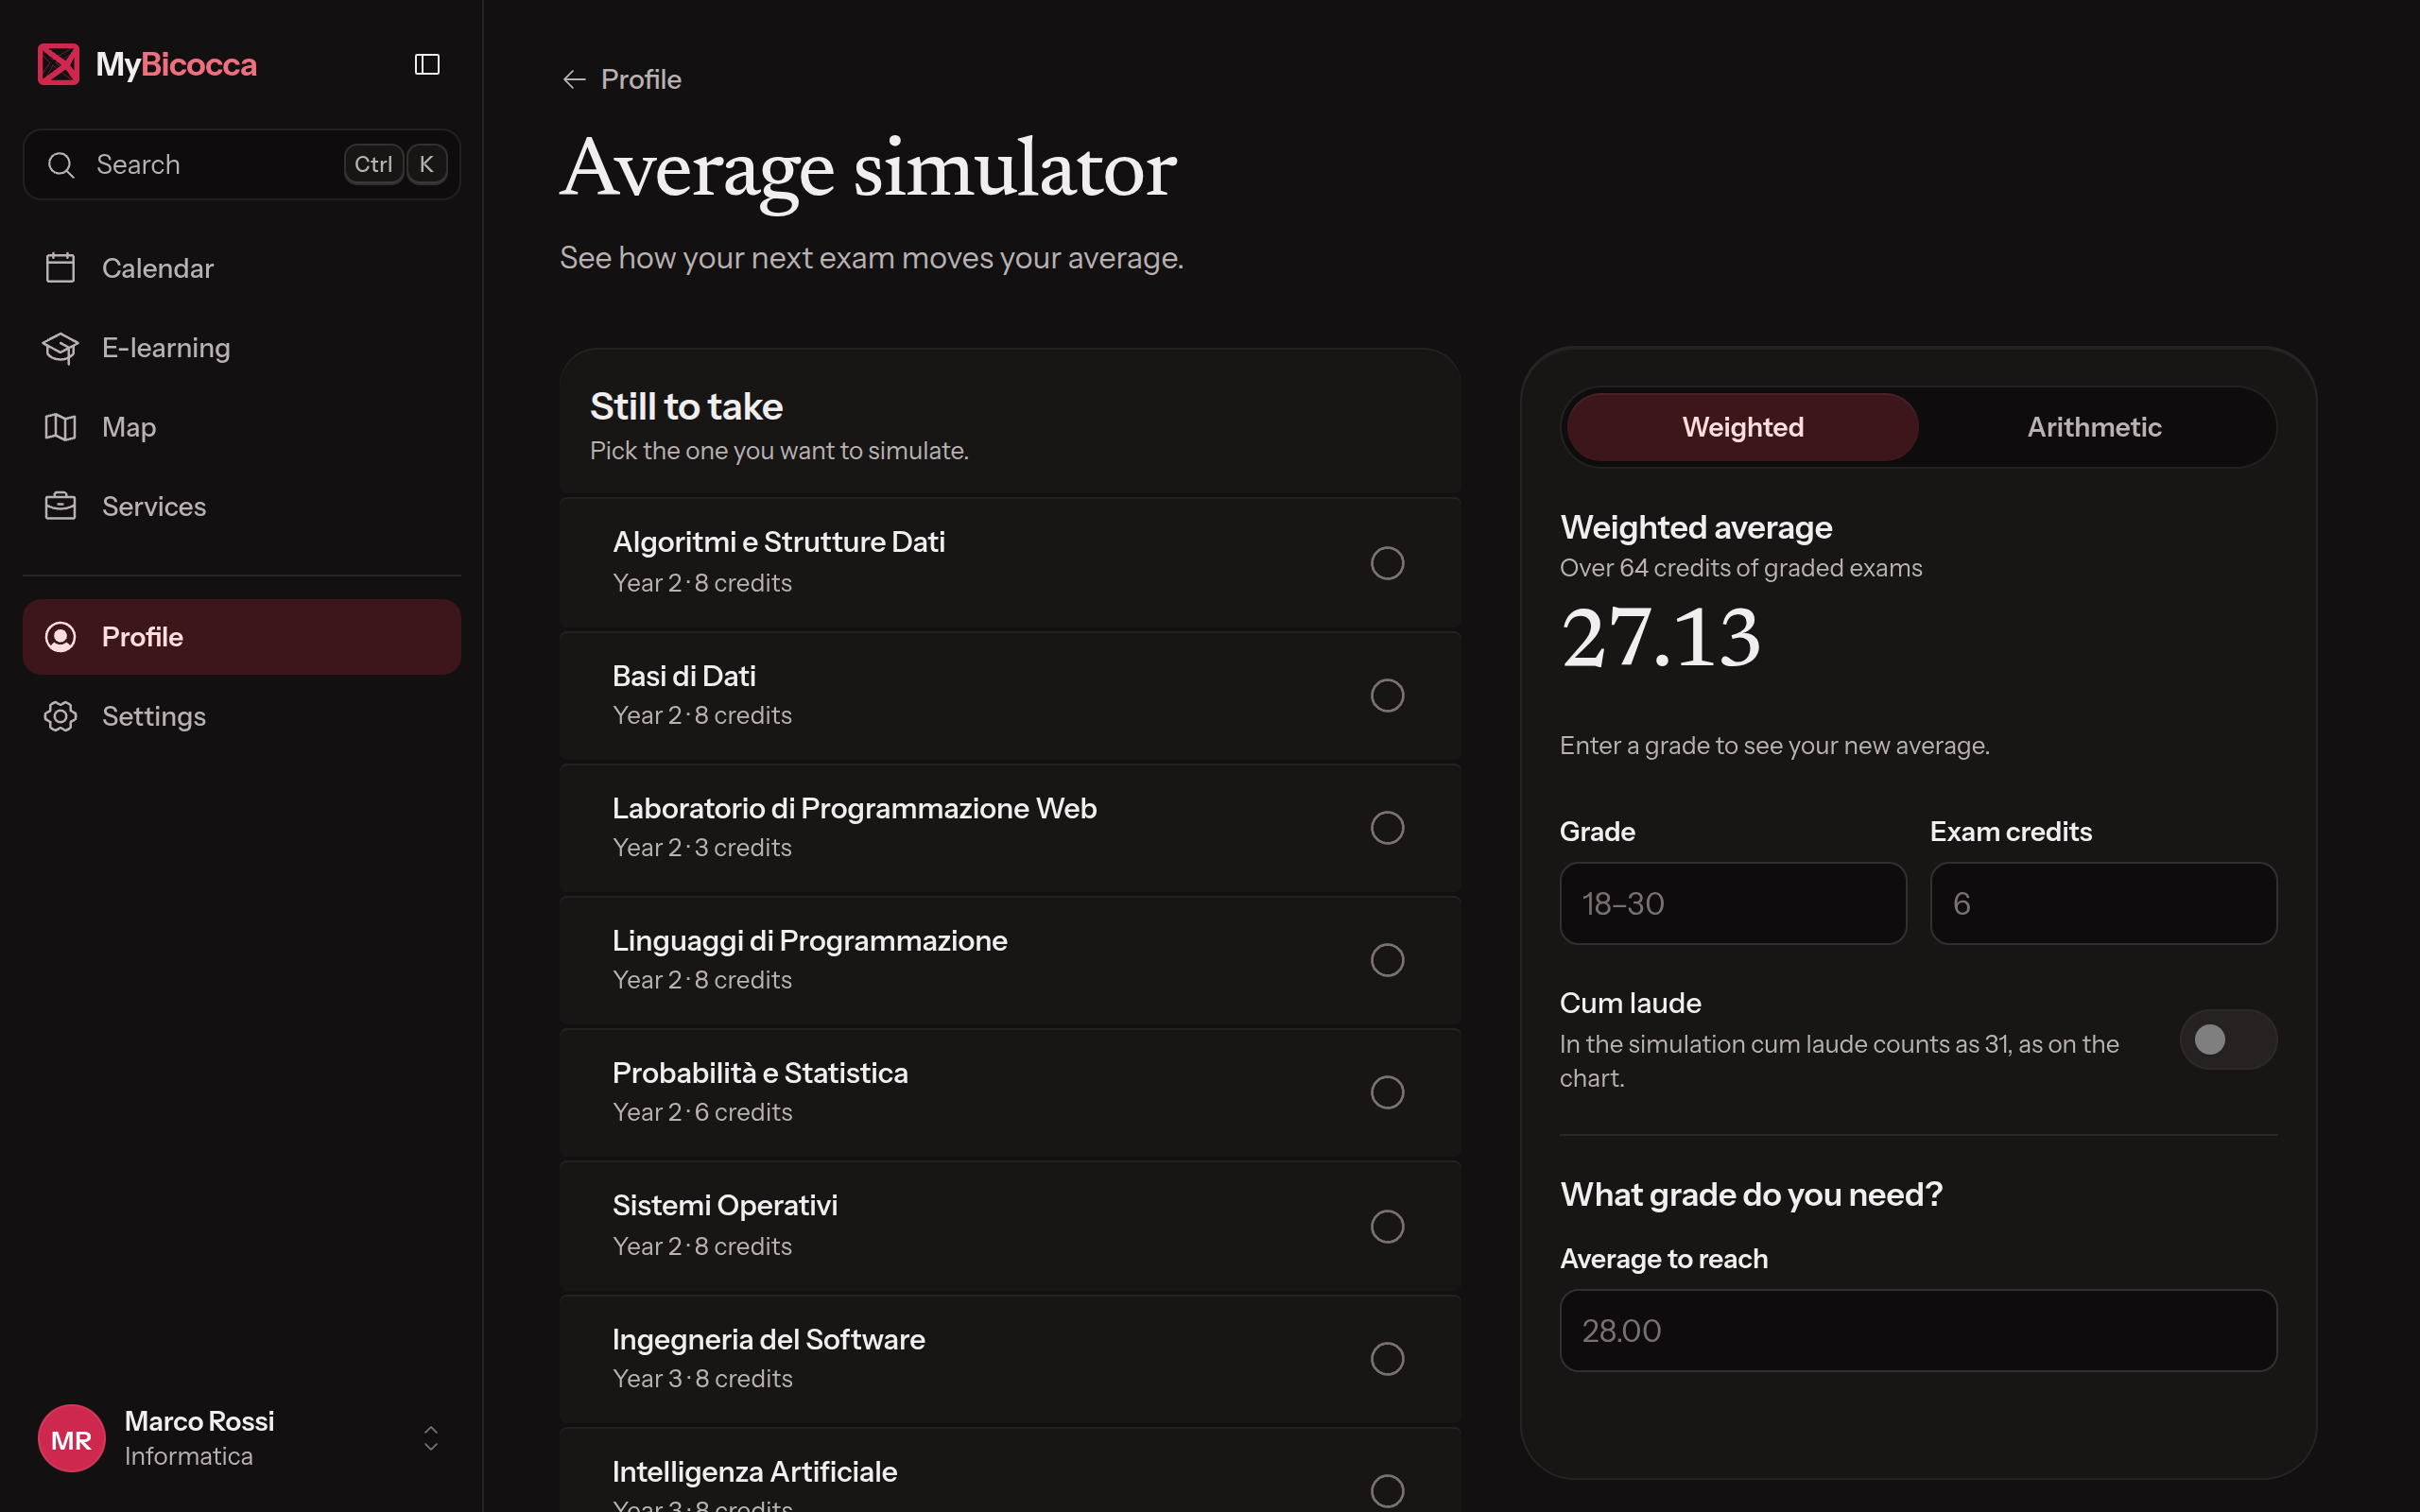 MyBicocca
Search
Ctrl K
Calendar
E-learning
Map
Services
Profile
Settings
MR
Marco Rossi
Informatica
Profile
Average simulator
See how your next exam moves your average.
Still to take
Pick the one you want to simulate.
Algoritmi e Strutture Dati
Year 2 · 8 credits
Basi di Dati
Year 2 · 8 credits
Laboratorio di Programmazione Web
Year 2 · 3 credits
Linguaggi di Programmazione
Year 2 · 8 credits
Probabilità e Statistica
Year 2 · 6 credits
Sistemi Operativi
Year 2 · 8 credits
Ingegneria del Software
Year 3 · 8 credits
Intelligenza Artificiale
Year 3 · 8 credits
Weighted
Arithmetic
Weighted average
Over 64 credits of graded exams
27.13
Enter a grade to see your new average.
Grade
Exam credits
18–30
6
Cum laude
In the simulation cum laude counts as 31, as on the
chart.
What grade do you need?
Average to reach
28.00